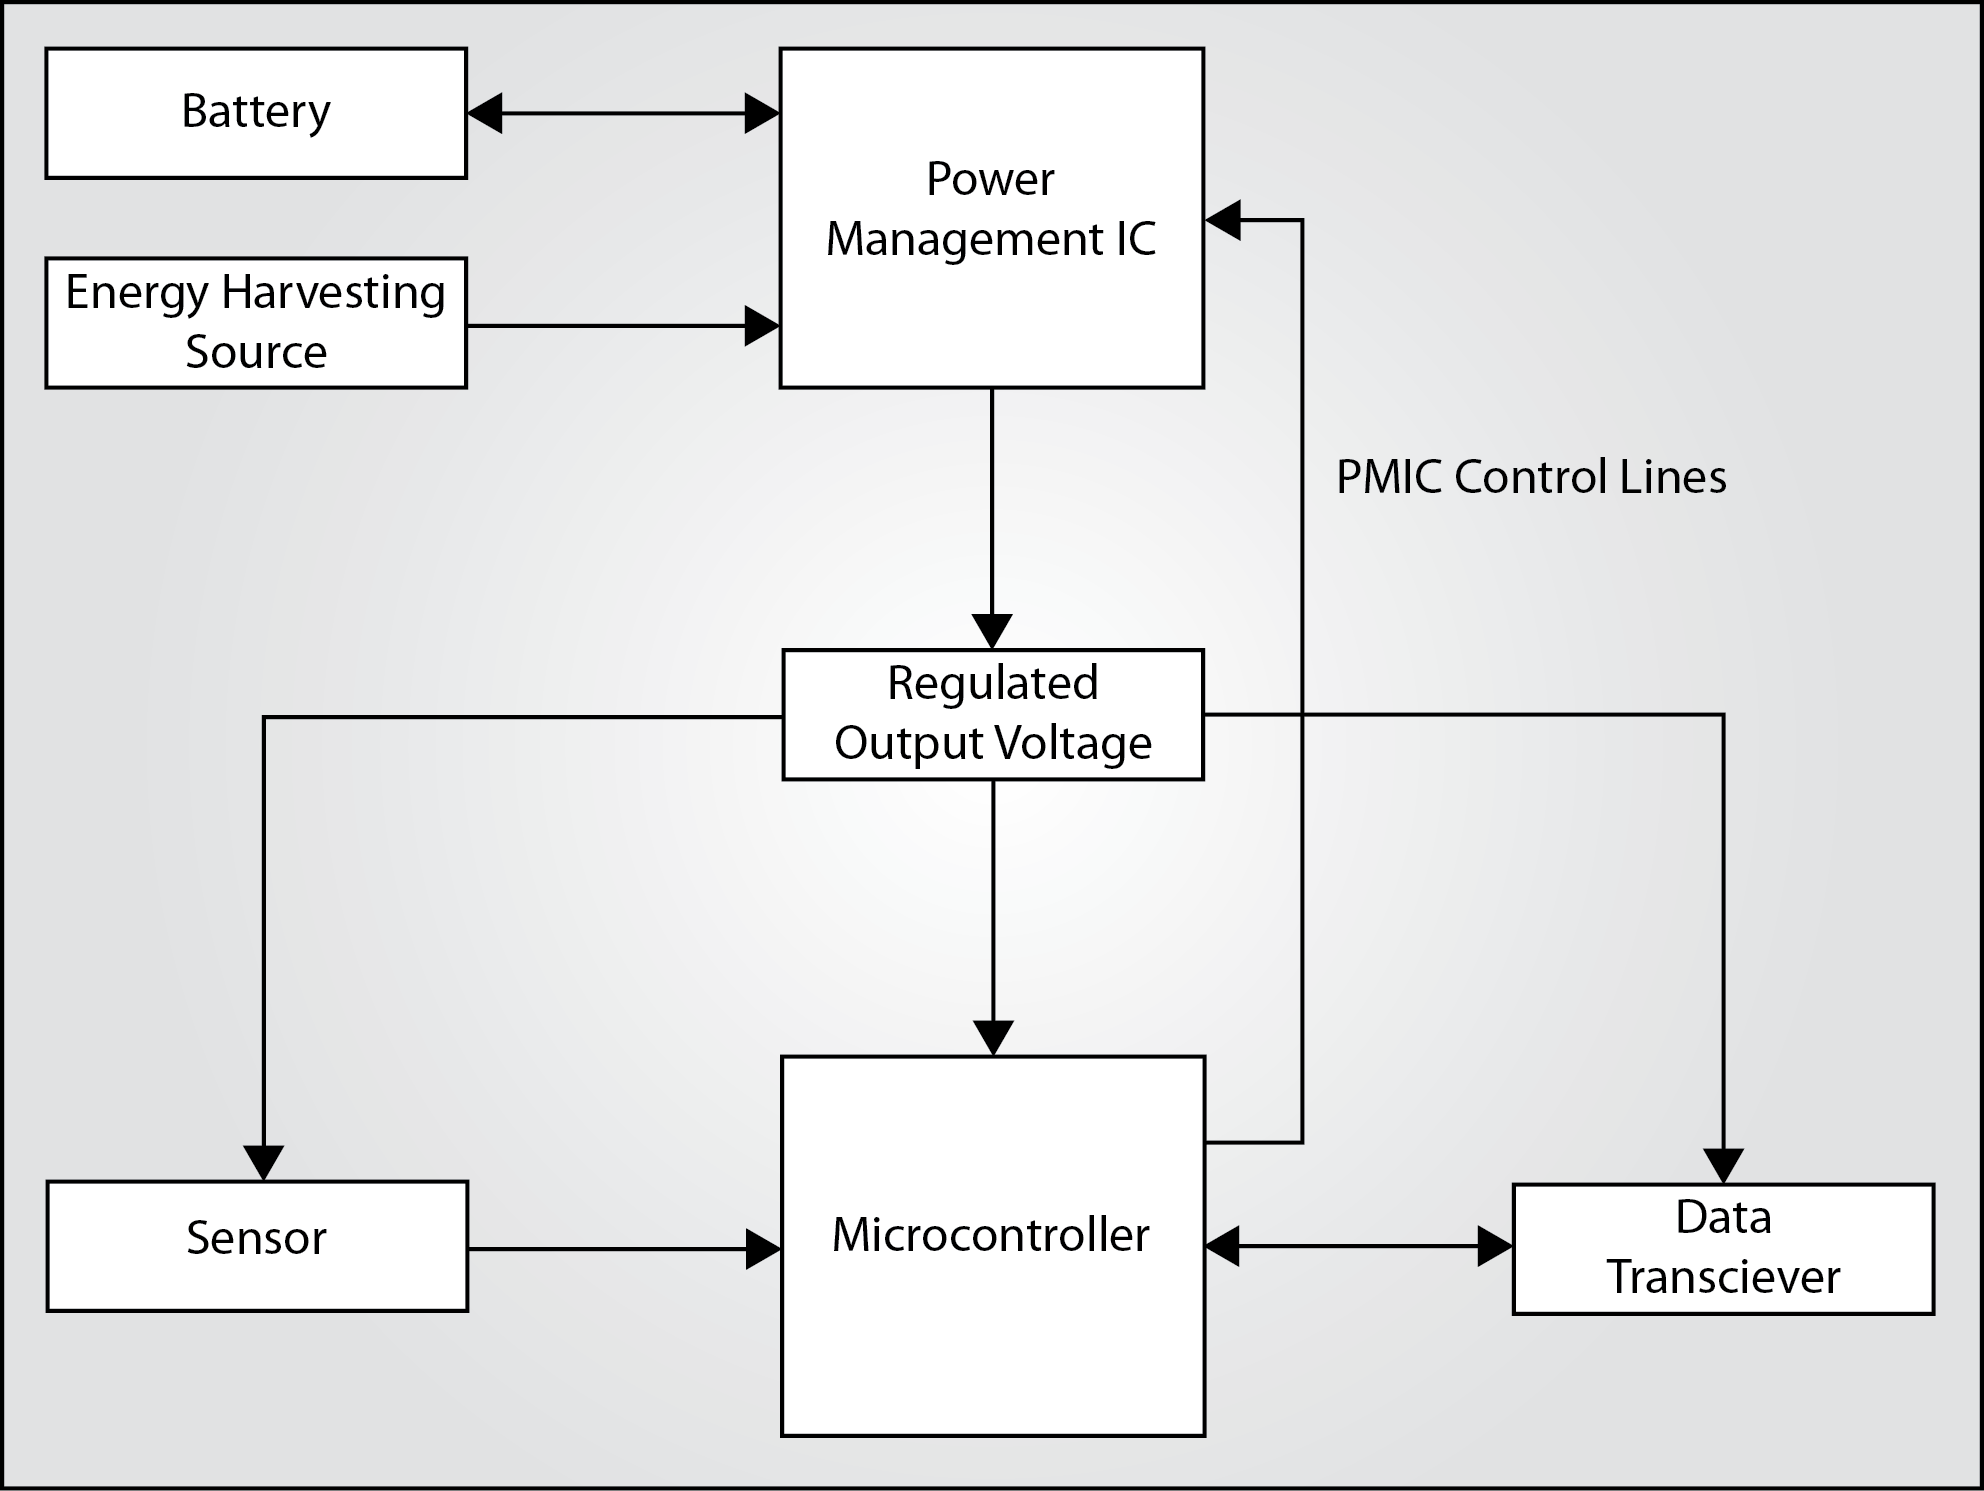 Battery
Power
Management IC
Energy Harvesting
Source
PMIC Control Lines
Regulated
Output Voltage
Sensor
Microcontroller
Data
Transciever